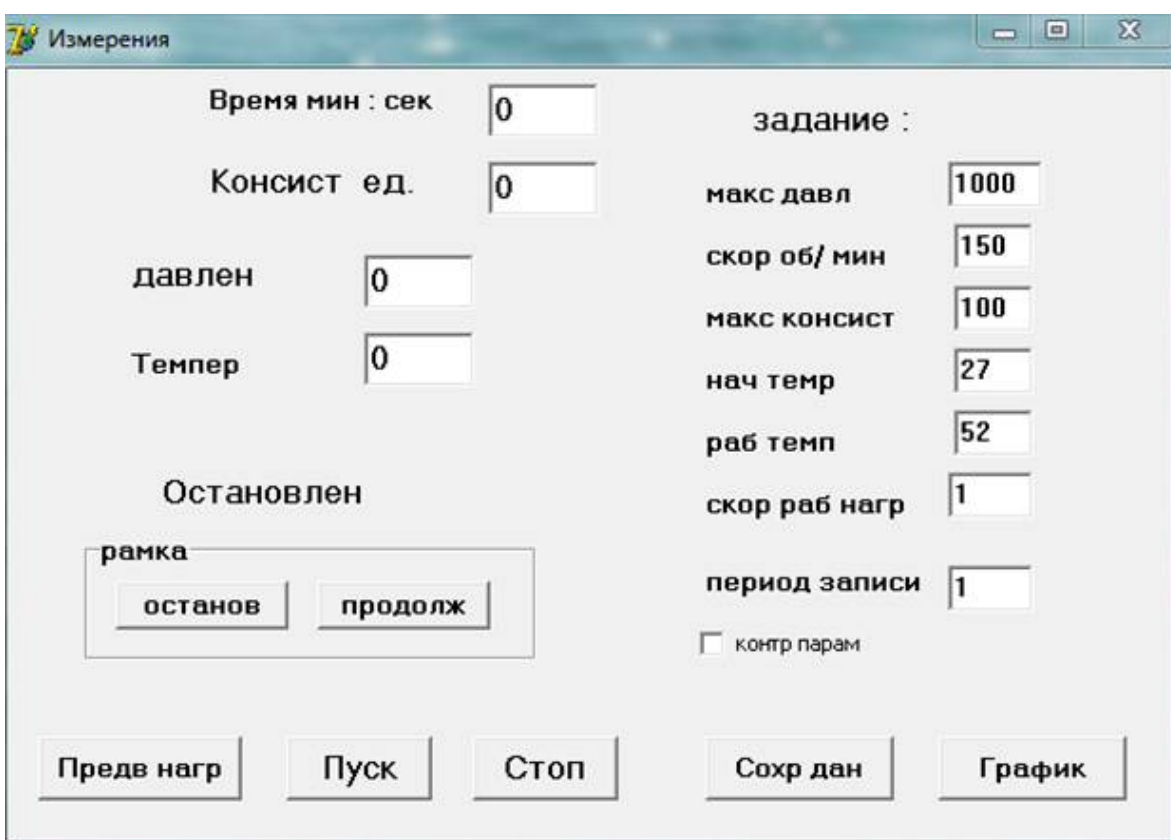 Измерения
Время мин : сек 0
Консист ед. 0
давлен 0
Темпер 0
Остановлен
рамка
останов продолж
задание :
макс давл 1000
скор об/ мин 150
макс консист 100
нач темр 27
раб темп 52
скор раб нагр 1
период записи 1
контр парам
Предв нагр Пуск Стоп Сохр дан График